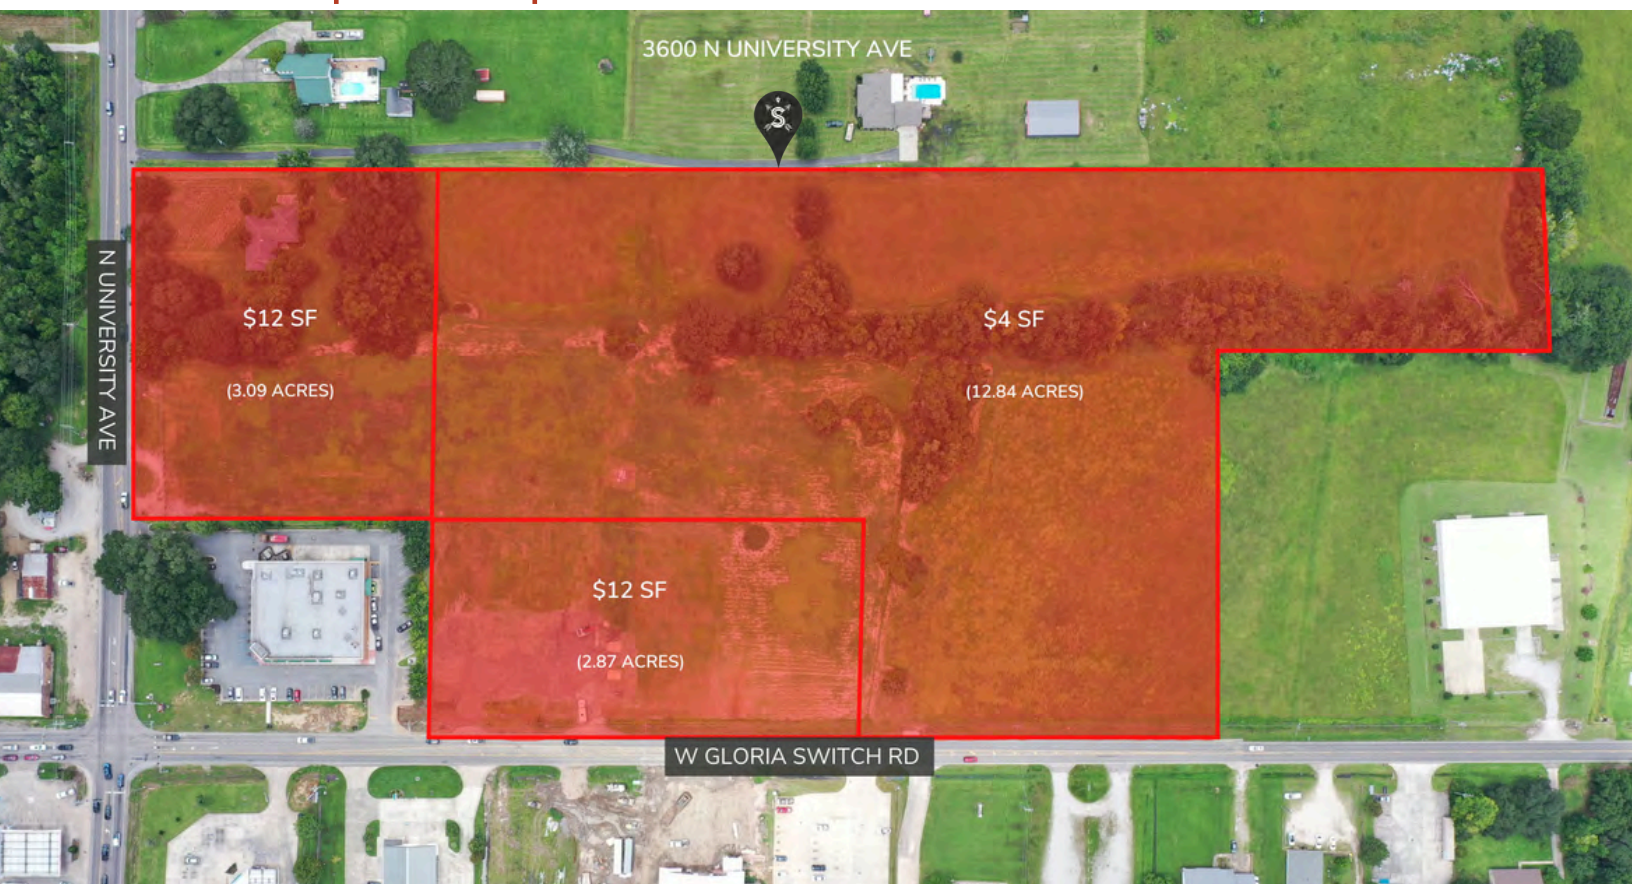 3600 N UNIVERSITY AVE
S
N UNIVERSITY AVE
$12 SF
(3.09 ACRES)
$4 SF
(12.84 ACRES)
$12 SF
(2.87 ACRES)
W GLORIA SWITCH RD